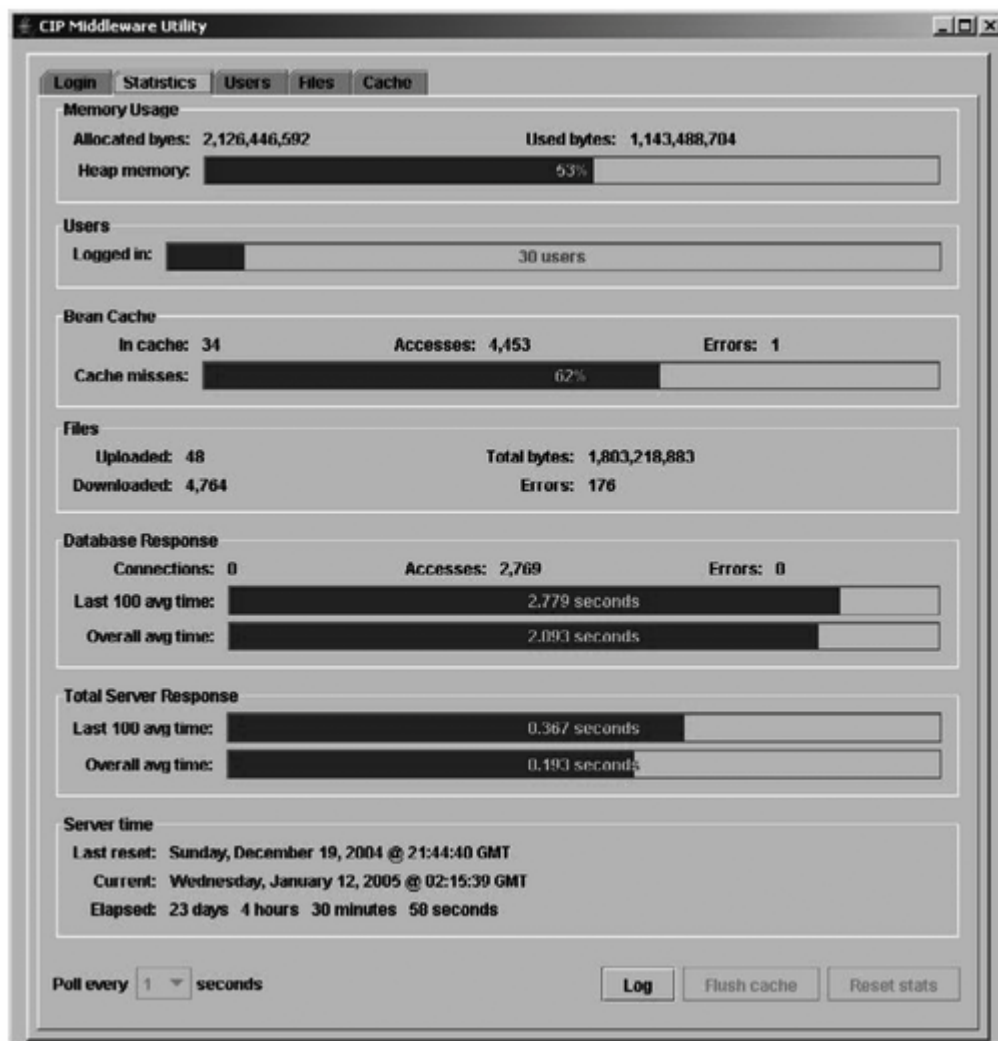 CIP Middleware Utility
Login Statistics Users Files Cache
Memory Usage
Allocated byes: 2,126,446,592 Used bytes: 1,143,488,704
Heap memory: 53%
Users
Logged in: 30 users
Bean Cache
In cache: 34 Accesses: 4,453 Errors: 1
Cache misses: 62%
Files
Uploaded: 48 Total bytes: 1,803,218,883
Downloaded: 4,764 Errors: 176
Database Response
Connections: 0 Accesses: 2,769 Errors: 0
Last 100 avg time: 2.779 seconds
Overall avg time: 2.093 seconds
Total Server Response
Last 100 avg time: 0.367 seconds
Overall avg time: 0.193 seconds
Server time
Last reset: Sunday, December 19, 2004 @ 21:44:40 GMT
Current: Wednesday, January 12, 2005 @ 02:15:39 GMT
Elapsed: 23 days 4 hours 30 minutes 58 seconds
Poll every 1 seconds Log Flush cache Reset stats